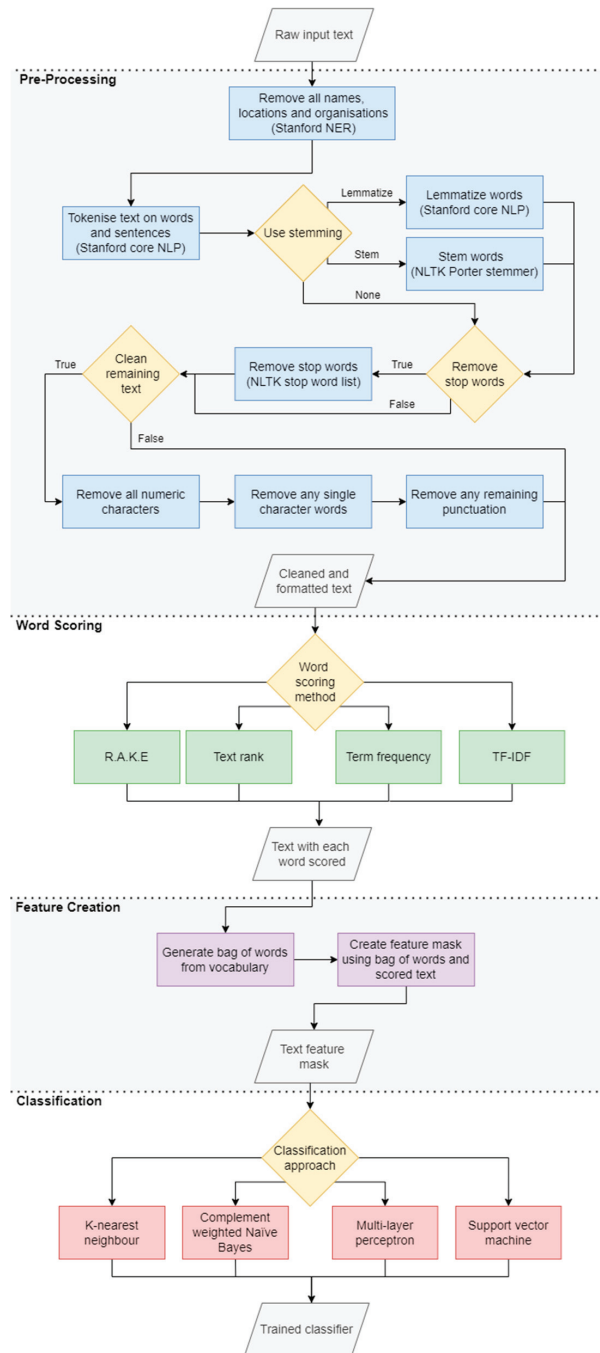 Raw input text
Pre-Processing
Remove all names,
locations and organisations
(Stanford NER)
Tokenise text on words
and sentences
(Stanford core NLP)
Use stemming
Lemmatize
Lemmatize words
(Stanford core NLP)
Stem
Stem words
(NLTK Porter stemmer)
None
Remove
stop words
True
Remove stop words
(NLTK stop word list)
False
Clean
remaining
text
True
False
Remove all numeric
characters
Remove any single
character words
Remove any remaining
punctuation
Cleaned and
formatted text
Word Scoring
Word
scoring
method
R.A.K.E
Text rank
Term frequency
TF-IDF
Text with each
word scored
Feature Creation
Generate bag of words
from vocabulary
Create feature mask
using bag of words and
scored text
Text feature
mask
Classification
Classification
approach
K-nearest
neighbour
Complement
weighted Naïve
Bayes
Multi-layer
perceptron
Support vector
machine
Trained classifier